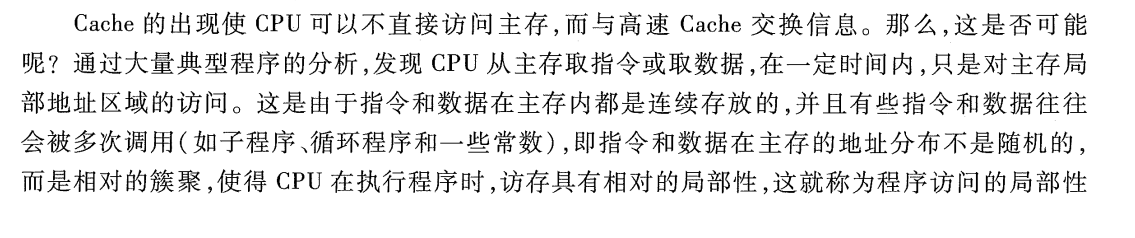 Cache 的出现使 CPU 可以不直接访问主存,而与高速 Cache 交换信息。那么,这是否可能
呢? 通过大量典型程序的分析,发现 CPU 从主存取指令或取数据,在一定时间内,只是对主存局
部地址区域的访问。这是由于指令和数据在主存内都是连续存放的,并且有些指令和数据往往
会被多次调用(如子程序、循环程序和一些常数),即指令和数据在主存的地址分布不是随机的,
而是相对的簇聚,使得 CPU 在执行程序时,访存具有相对的局部性,这就称为程序访问的局部性